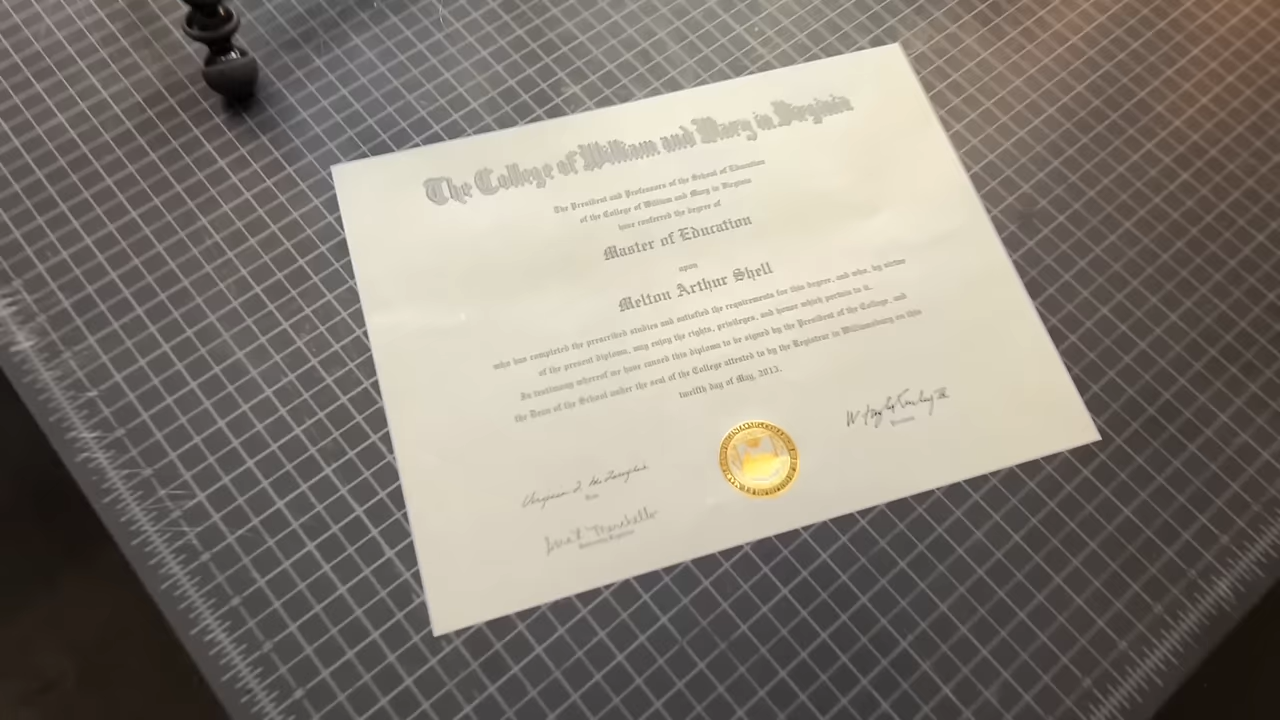 The College of William and Mary in Virginia
The President and Professors of the School of Education
of the College of William and Mary in Virginia
have conferred the degree of
Master of Education
upon
Melton Arthur Shell
who has completed the prescribed studies and satisfied the requirements for this degree, and who, by virtue
of the present diploma, may enjoy the rights, privileges, and honor which pertain to it.
In testimony whereof we have caused this diploma to be signed by the President of the College, and
the Dean of the School under the seal of the College attested to by the Registrar in Williamsburg on this
twelfth day of May, 2013.
President
Dean
University Registrar